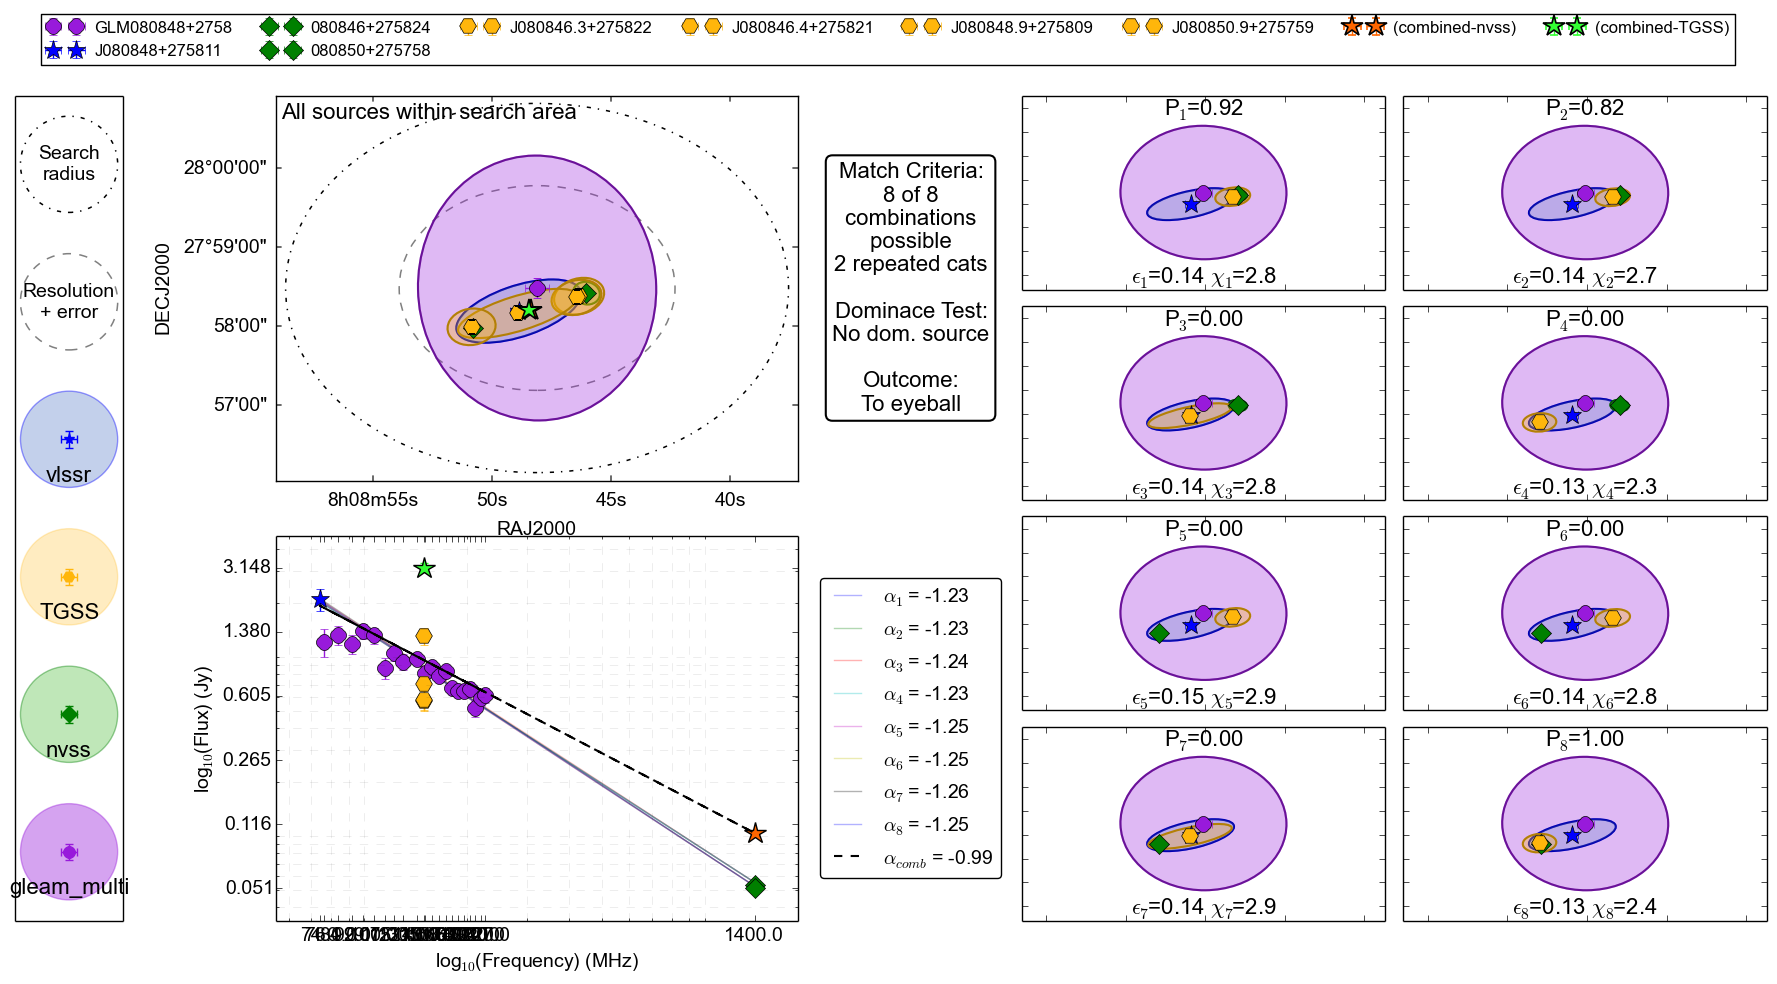 GLM080848+2758
080846+275824
J080846.3+275822
J080846.4+275821
J080848.9+275809
J080850.9+275759
(combined-nvss)
(combined-TGSS)
J080848+275811
080850+275758
Search
radius
Resolution
+ error
vlssr
TGSS
nvss
gleam_multi
All sources within search area
DECJ2000
28°00'00"
27°59'00"
58'00"
57'00"
8h08m55s
50s
45s
40s
RAJ2000
Match Criteria:
8 of 8
combinations
possible
2 repeated cats
Dominace Test:
No dom. source
Outcome:
To eyeball
log10(Flux) (Jy)
3.148
1.380
0.605
0.265
0.116
0.051
1400.0
log10(Frequency) (MHz)
α1 = -1.23
α2 = -1.23
α3 = -1.24
α4 = -1.23
α5 = -1.25
α6 = -1.25
α7 = -1.26
α8 = -1.25
αcomb = -0.99
P1=0.92
ϵ1=0.14 χ1=2.8
P2=0.82
ϵ2=0.14 χ2=2.7
P3=0.00
ϵ3=0.14 χ3=2.8
P4=0.00
ϵ4=0.13 χ4=2.3
P5=0.00
ϵ5=0.15 χ5=2.9
P6=0.00
ϵ6=0.14 χ6=2.8
P7=0.00
ϵ7=0.14 χ7=2.9
P8=1.00
ϵ8=0.13 χ8=2.4